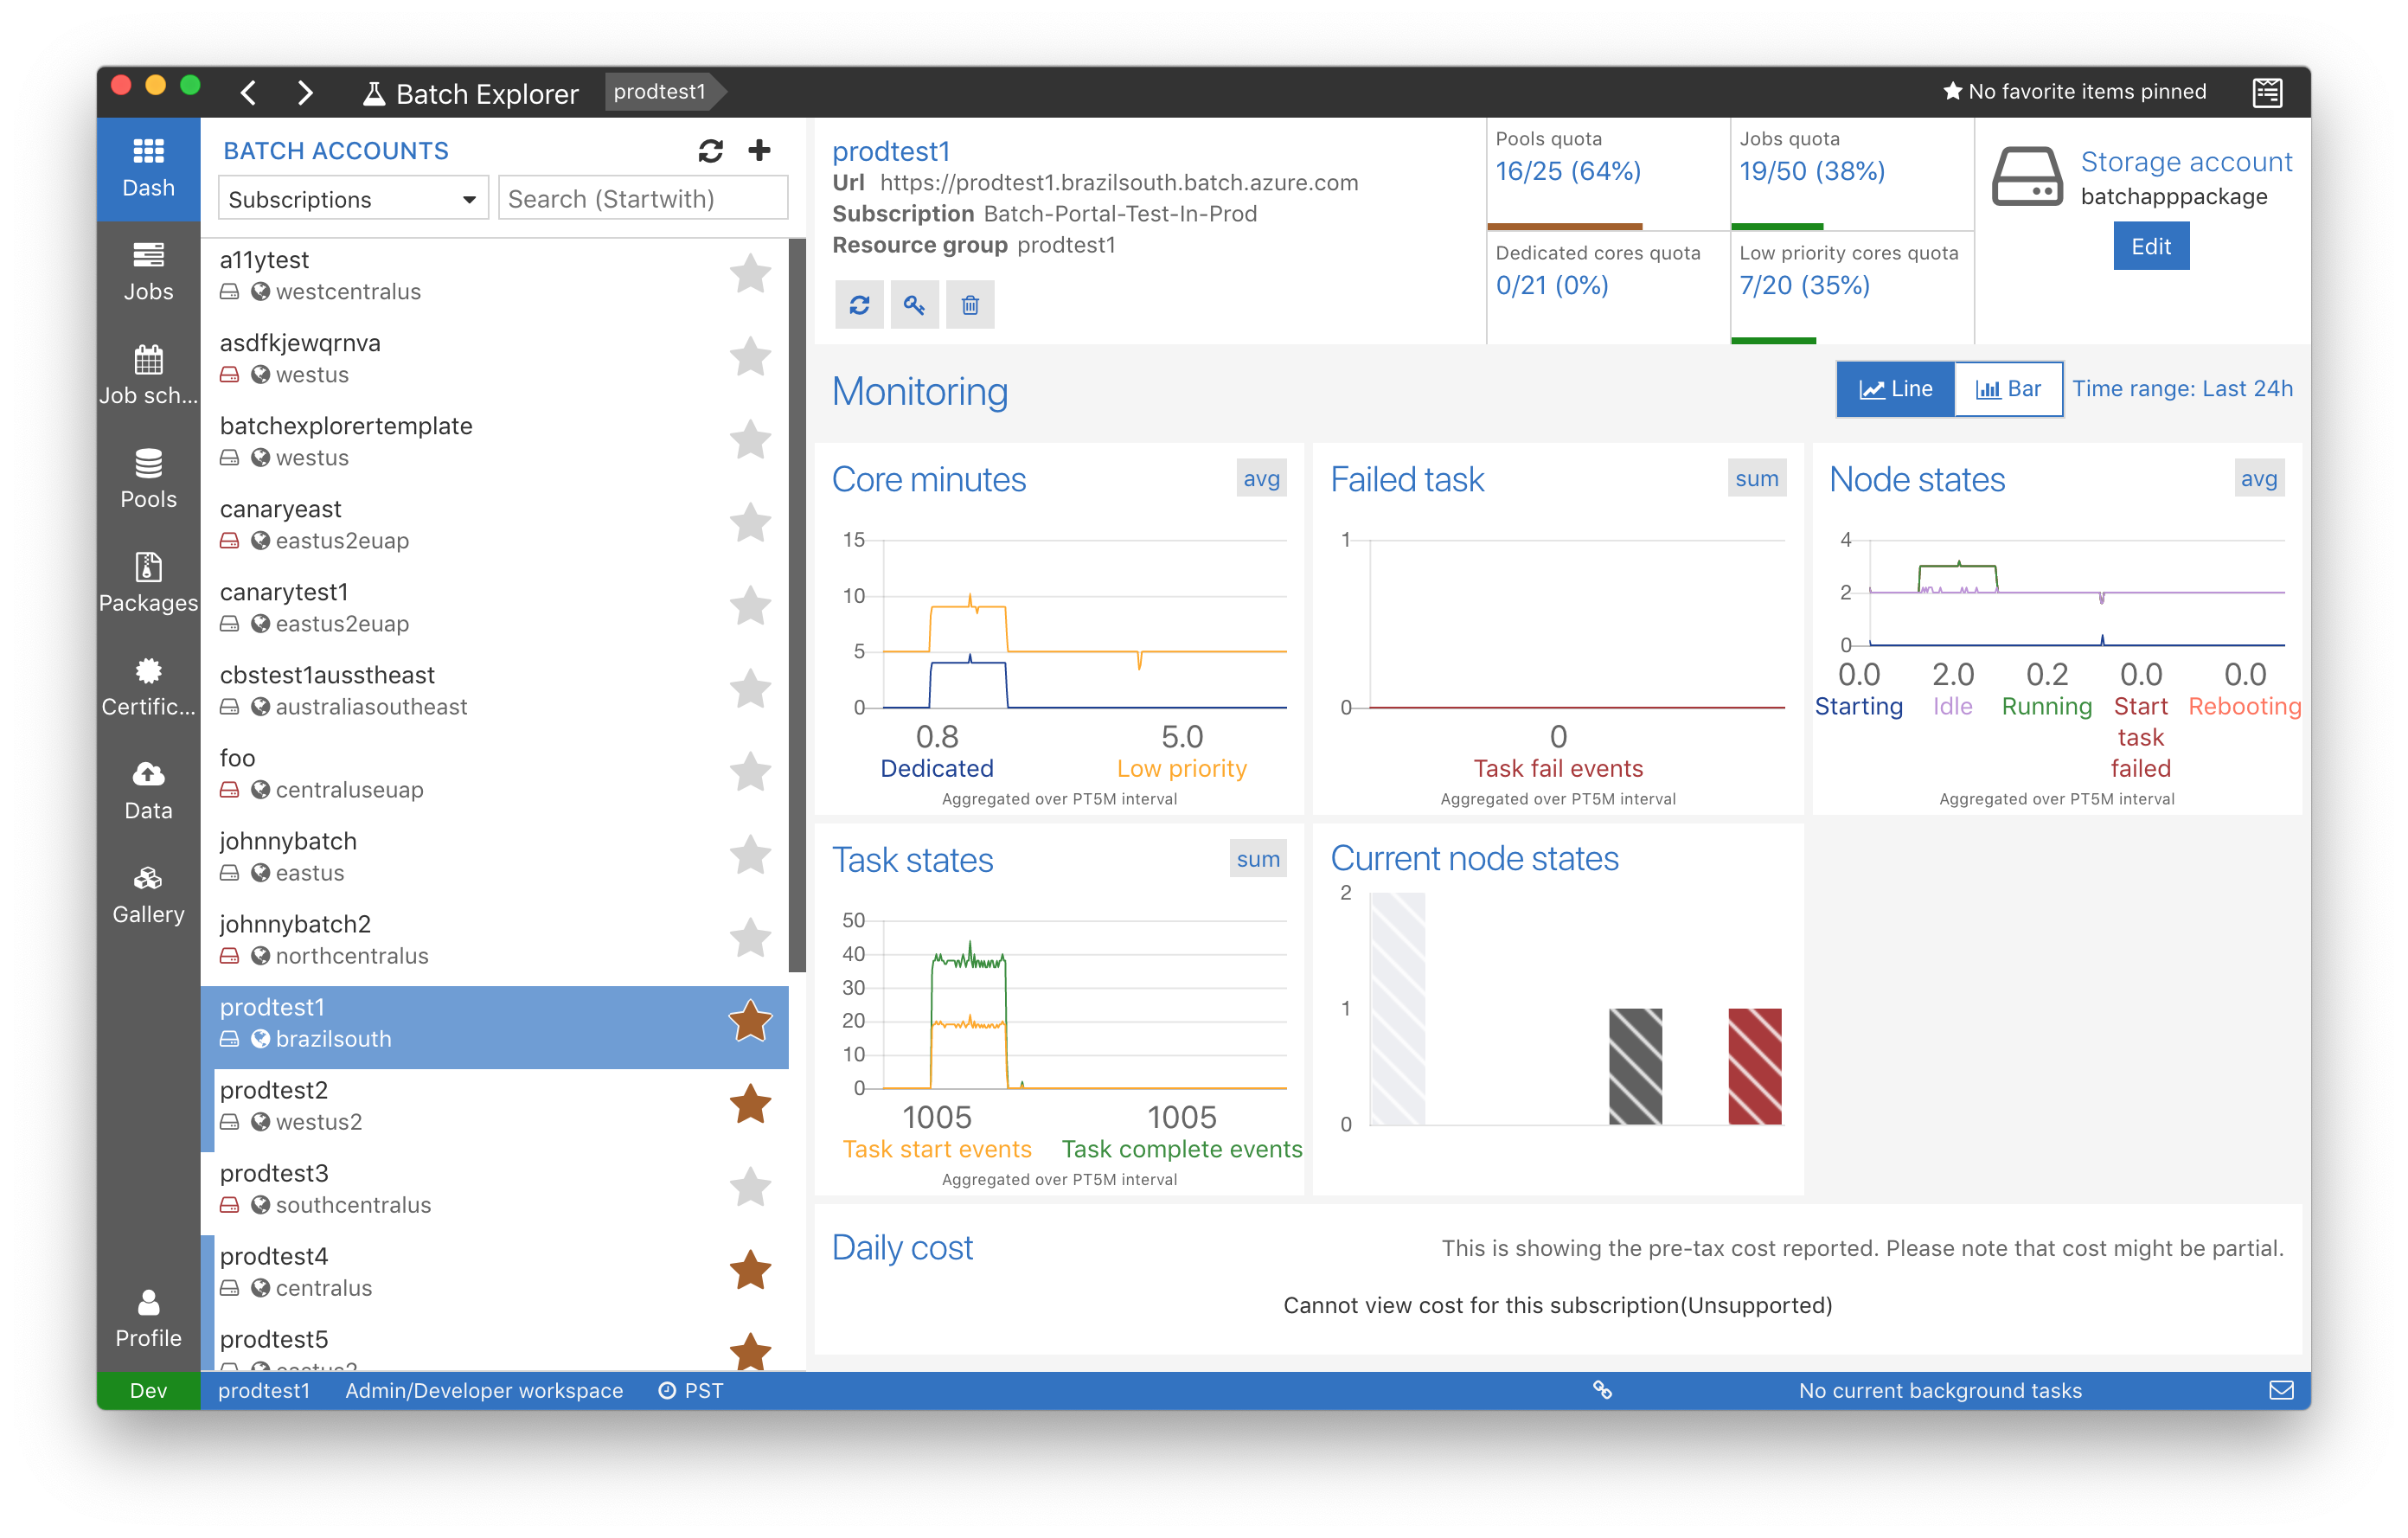 Batch Explorer
prodtest1
No favorite items pinned
Dash
Jobs
Job sch...
Pools
Packages
Certific...
Data
Gallery
Profile
BATCH ACCOUNTS
Subscriptions
Search (Startwith)
a11ytest
westcentralus
asdfkjewqrnva
westus
batchexplorertemplate
westus
canaryeast
eastus2euap
canarytest1
eastus2euap
cbstest1ausstheast
australiasoutheast
foo
centraluseuap
johnnybatch
eastus
johnnybatch2
northcentralus
prodtest1
brazilsouth
prodtest2
westus2
prodtest3
southcentralus
prodtest4
centralus
prodtest5
eastus2
prodtest1
Url https://prodtest1.brazilsouth.batch.azure.com
Subscription Batch-Portal-Test-In-Prod
Resource group prodtest1
Pools quota
16/25 (64%)
Jobs quota
19/50 (38%)
Dedicated cores quota
0/21 (0%)
Low priority cores quota
7/20 (35%)
Storage account
batchapppackage
Edit
Monitoring
Line
Bar
Time range: Last 24h
Core minutes
avg
15
10
5
0
0.8
Dedicated
5.0
Low priority
Aggregated over PT5M interval
Failed task
sum
1
0
0
Task fail events
Aggregated over PT5M interval
Node states
avg
4
2
0
0.0
Starting
2.0
Idle
0.2
Running
0.0
Start
task
failed
0.0
Rebooting
Aggregated over PT5M interval
Task states
sum
50
40
30
20
10
0
1005
Task start events
1005
Task complete events
Aggregated over PT5M interval
Current node states
2
1
0
Daily cost
This is showing the pre-tax cost reported. Please note that cost might be partial.
Cannot view cost for this subscription(Unsupported)
Dev
prodtest1
Admin/Developer workspace
PST
No current background tasks